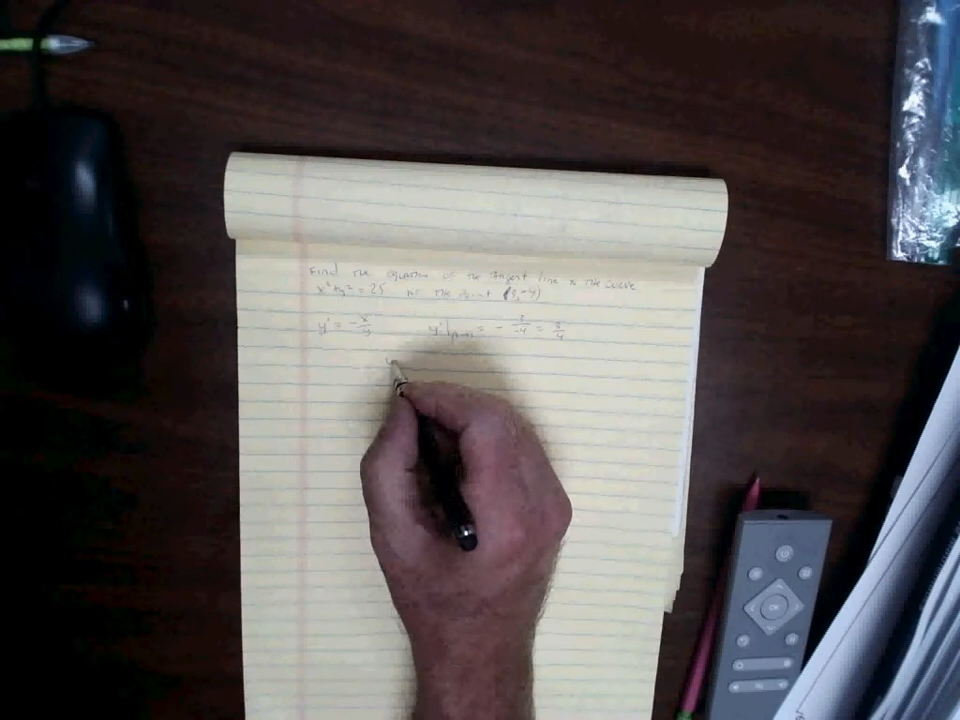 Find the equation of the tangent line to the curve
x² + y² = 25 at the point (3, -4)
y' = -x/y y'|(3,-4) = - 3/-4 = 3/4